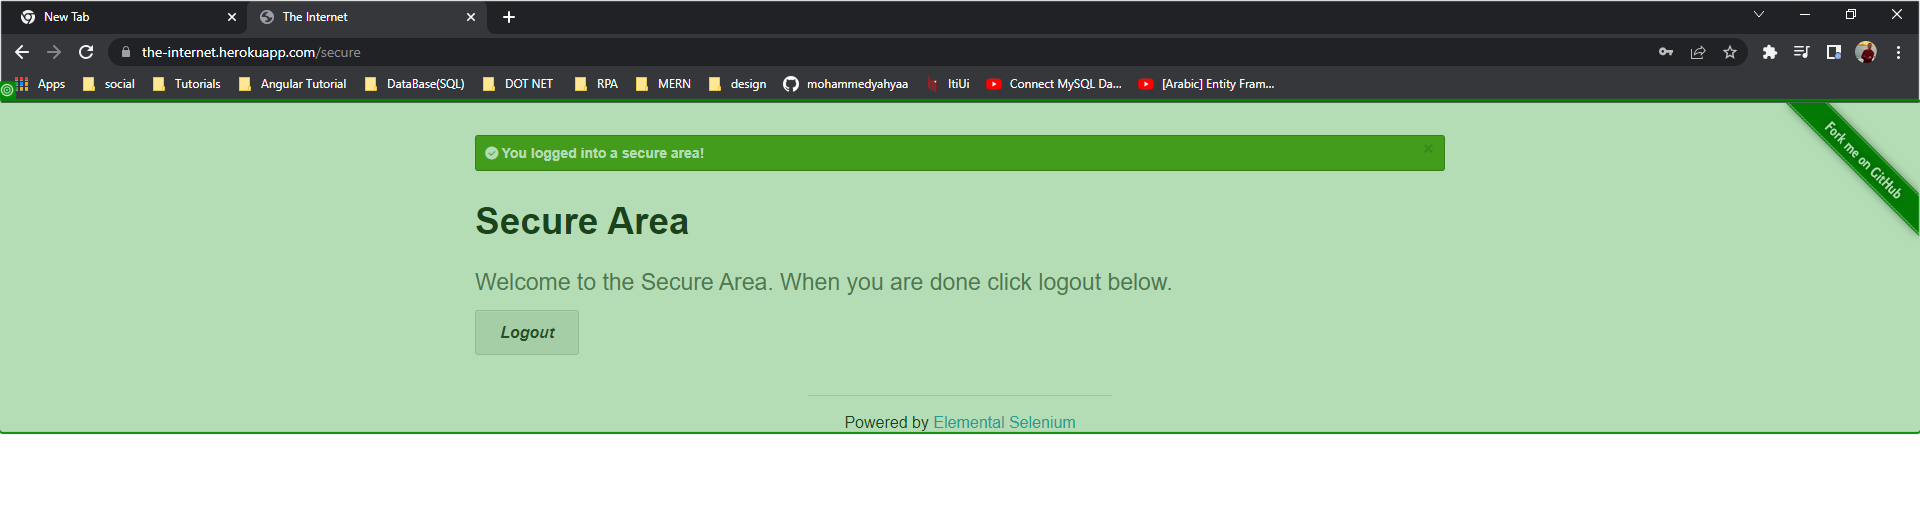 New Tab
The Internet
the-internet.herokuapp.com/secure
Apps social Tutorials Angular Tutorial DataBase(SQL) DOT NET RPA MERN design mohammedyahyaa ItiUi Connect MySQL Da... [Arabic] Entity Fram...
You logged into a secure area!
Fork me on GitHub
Secure Area
Welcome to the Secure Area. When you are done click logout below.
Logout
Powered by Elemental Selenium